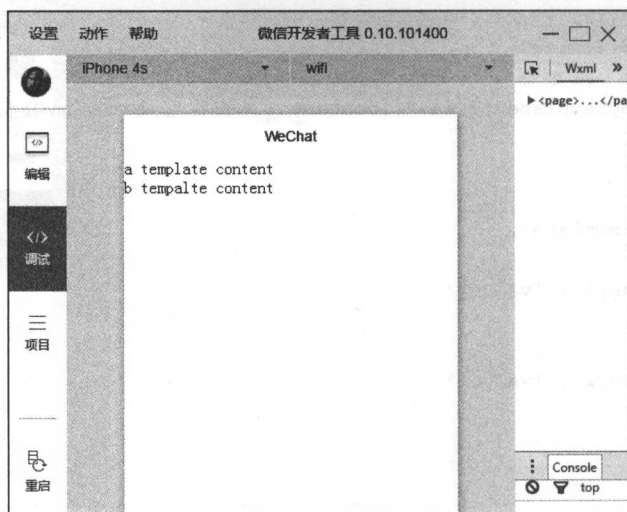 设置 动作 帮助 微信开发者工具 0.10.101400
iPhone 4s wifi Wxml »
▶<page>...</pa
WeChat
</>
编辑
a template content
b tempalte content
</>
调试
项目
重启
Console
top